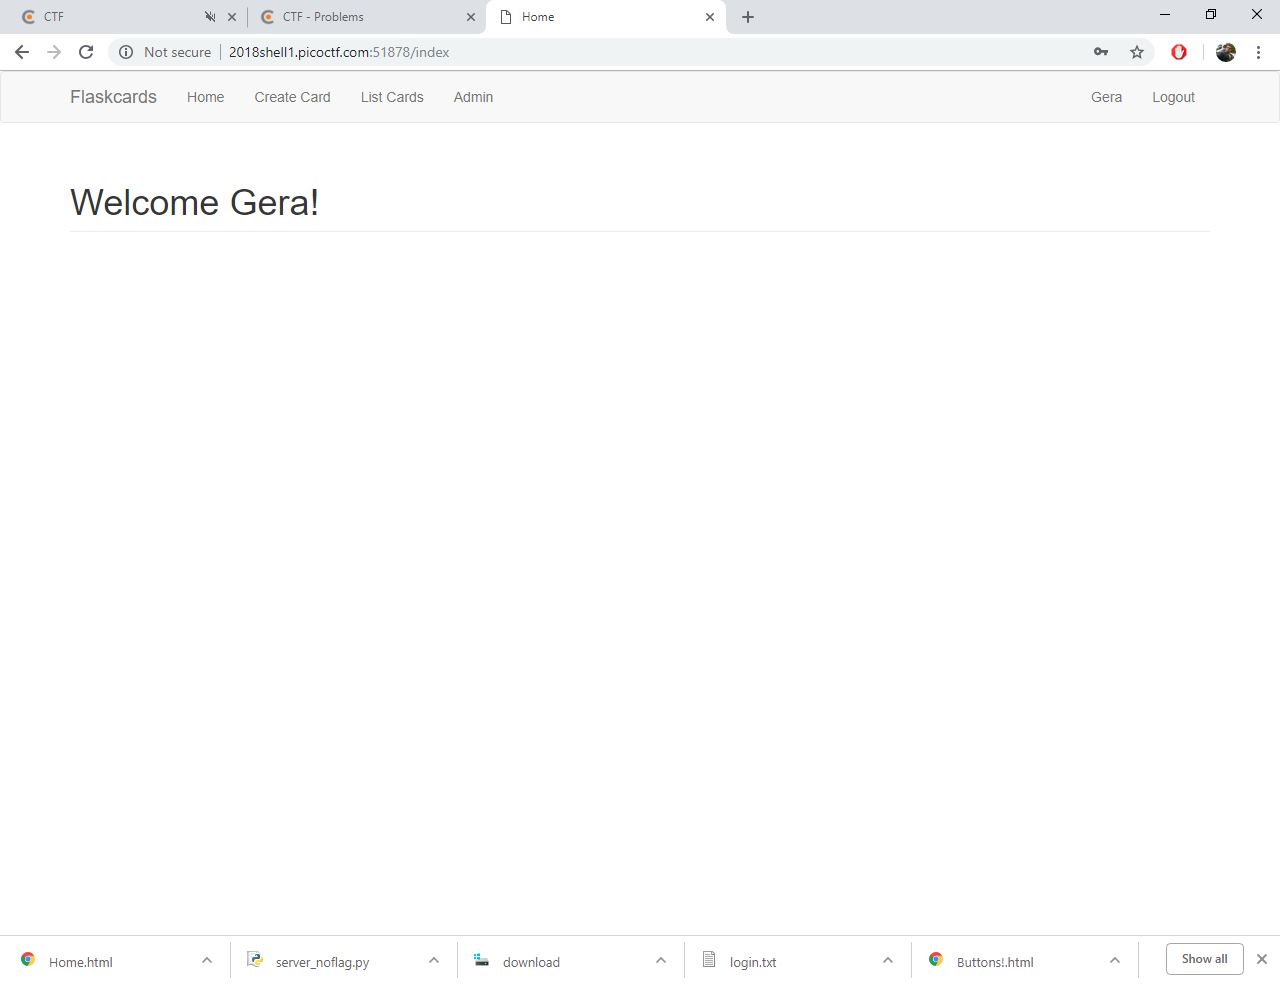 CTF
CTF - Problems
Home
Not secure
2018shell1.picoctf.com:51878/index
Flaskcards Home Create Card List Cards Admin Gera Logout
Welcome Gera!
Home.html
server_noflag.py
download
login.txt
Buttons!.html
Show all